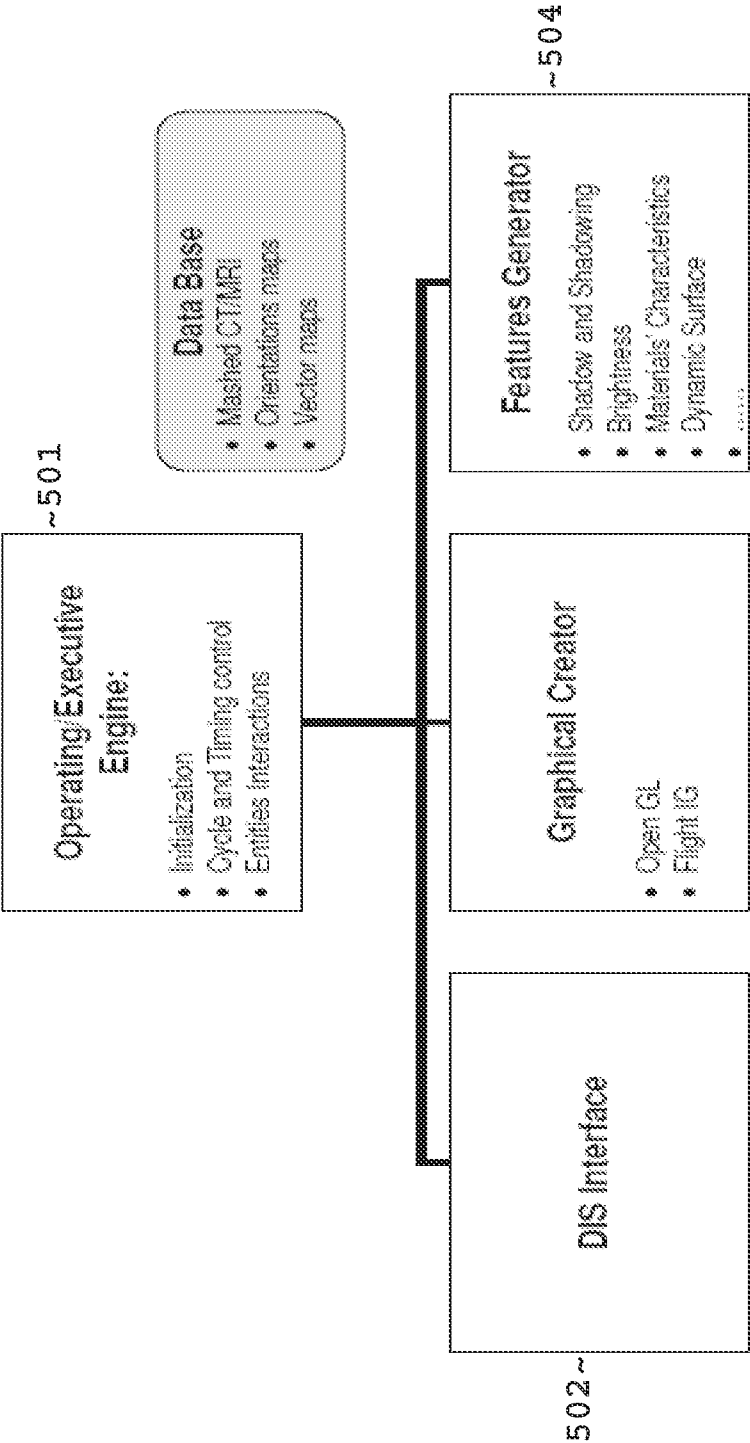 ~501
Operating/Executive
Engine:
• Initialization
• Cycle and Timing control
• Entities Interactions
Data Base
• Mashed CT/MRI
• Orientations maps
• Vector maps
502~
DIS Interface
Graphical Creator
• Open GL
• Flight IG
~504
Features Generator
• Shadow and Shadowing
• Brightness
• Materials' Characteristics
• Dynamic Surface
• ......